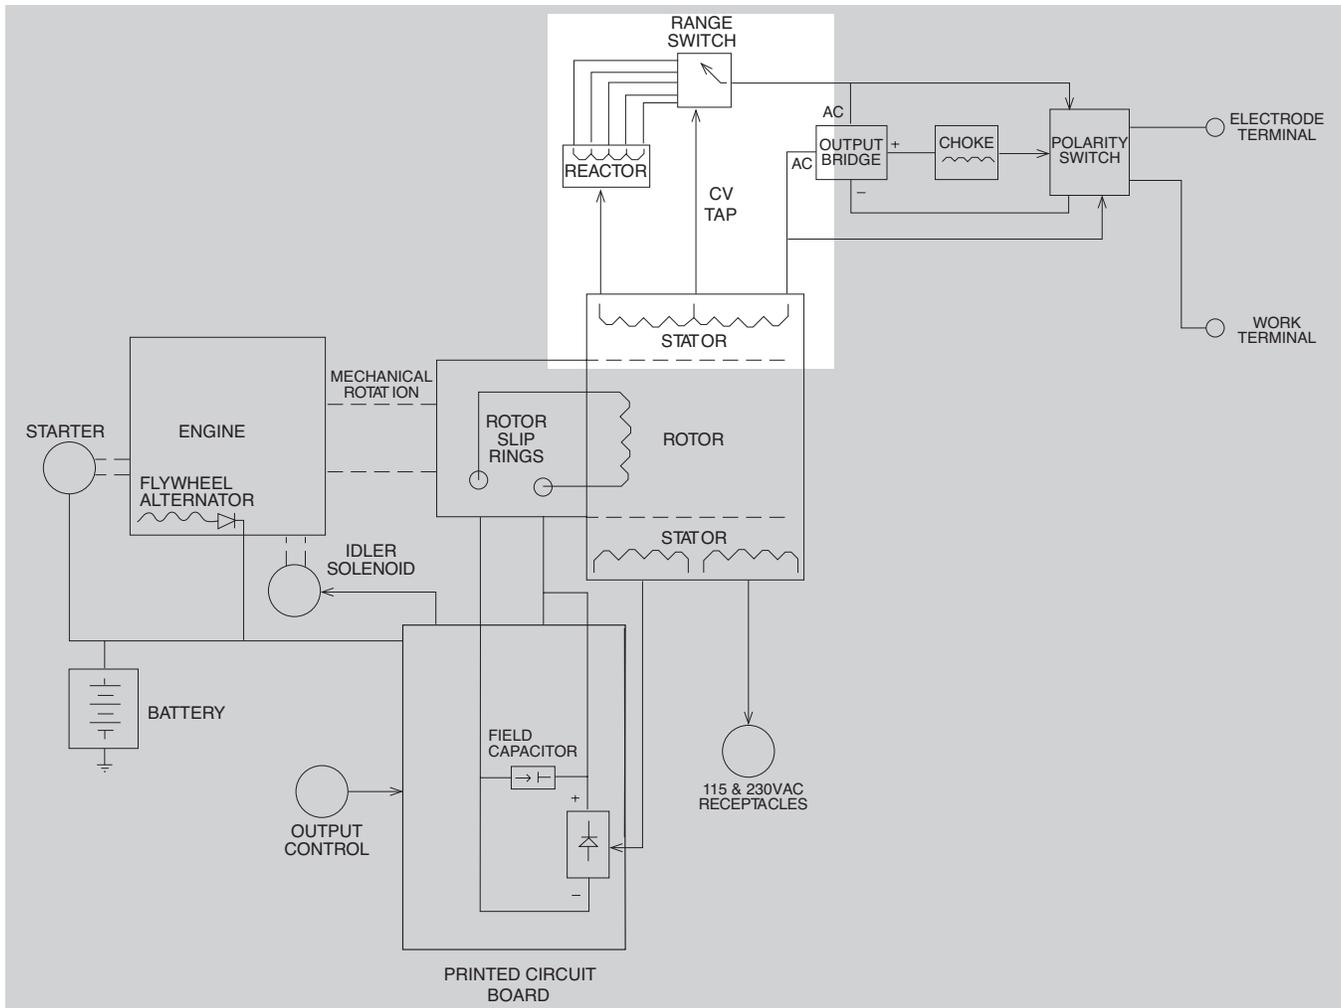 RANGE
SWITCH
REACTOR
CV
TAP
AC
AC
OUTPUT
BRIDGE
+
–
CHOKE
POLARITY
SWITCH
ELECTRODE
TERMINAL
WORK
TERMINAL
STATOR
MECHANICAL
ROTATION
STARTER
ENGINE
FLYWHEEL
ALTERNATOR
ROTOR
SLIP
RINGS
ROTOR
STATOR
IDLER
SOLENOID
BATTERY
FIELD
CAPACITOR
+
–
OUTPUT
CONTROL
115 & 230VAC
RECEPTACLES
PRINTED CIRCUIT
BOARD